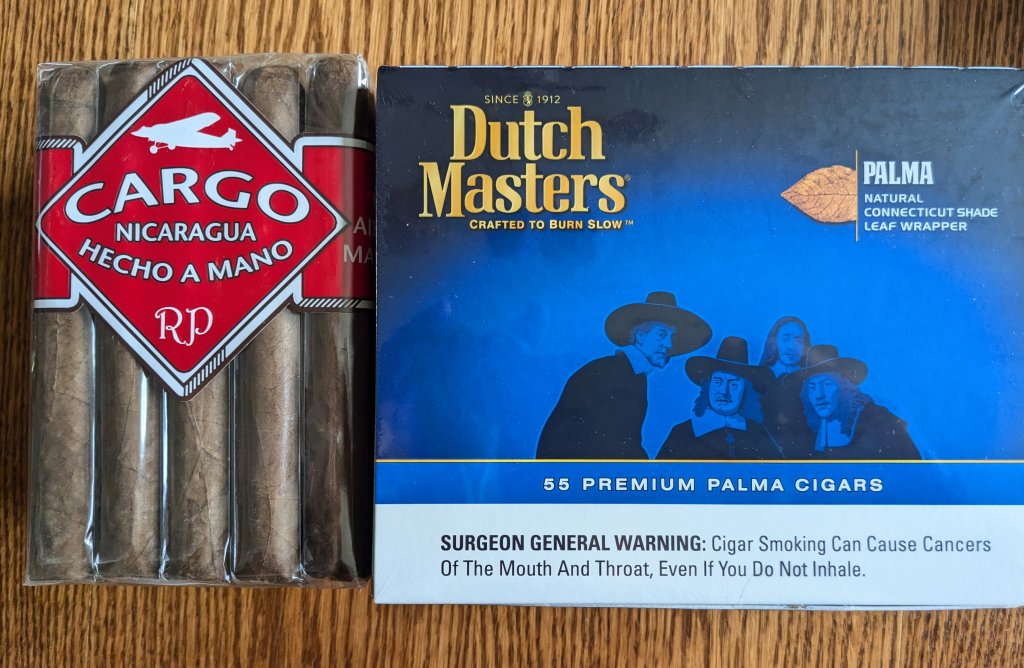 CARGO
NICARAGUA
HECHO A MANO
RP
MA
SINCE 1912
Dutch
Masters®
CRAFTED TO BURN SLOW™
PALMA
NATURAL
CONNECTICUT SHADE
LEAF WRAPPER
55 PREMIUM PALMA CIGARS
SURGEON GENERAL WARNING: Cigar Smoking Can Cause Cancers
Of The Mouth And Throat, Even If You Do Not Inhale.